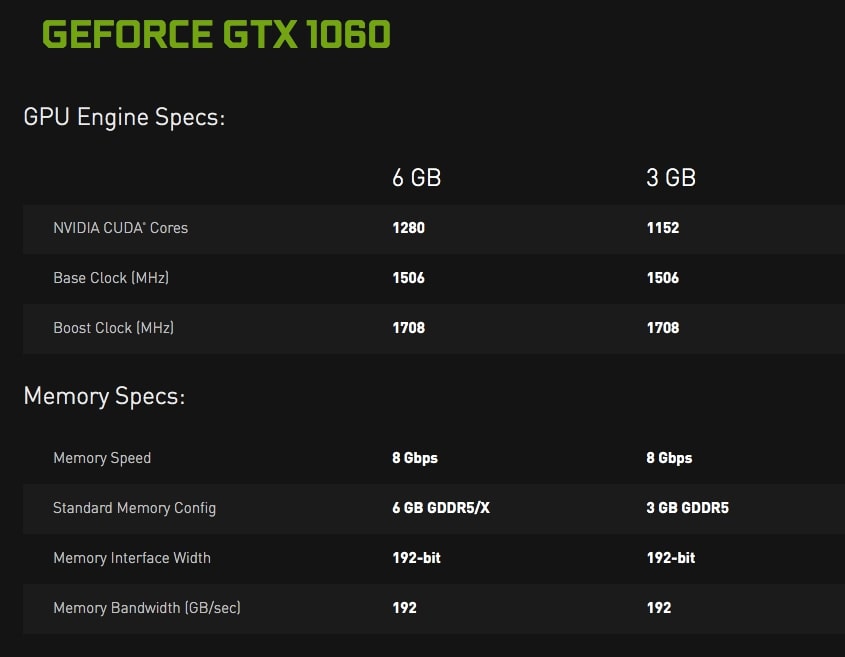 GEFORCE GTX 1060
GPU Engine Specs:
6 GB 3 GB
NVIDIA CUDA® Cores 1280 1152
Base Clock (MHz) 1506 1506
Boost Clock (MHz) 1708 1708
Memory Specs:
Memory Speed 8 Gbps 8 Gbps
Standard Memory Config 6 GB GDDR5/X 3 GB GDDR5
Memory Interface Width 192-bit 192-bit
Memory Bandwidth (GB/sec) 192 192